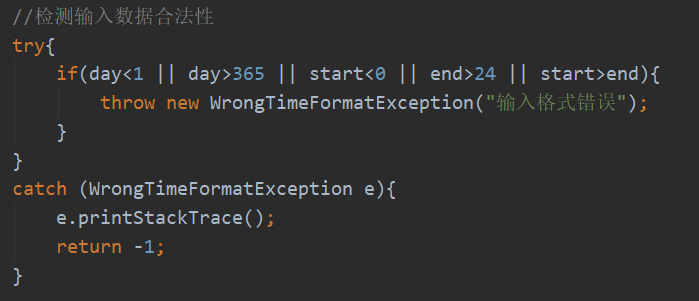 //检测输入数据合法性
try{
    if(day<1 || day>365 || start<0 || end>24 || start>end){
        throw new WrongTimeFormatException("输入格式错误");
    }
}
catch (WrongTimeFormatException e){
    e.printStackTrace();
    return -1;
}